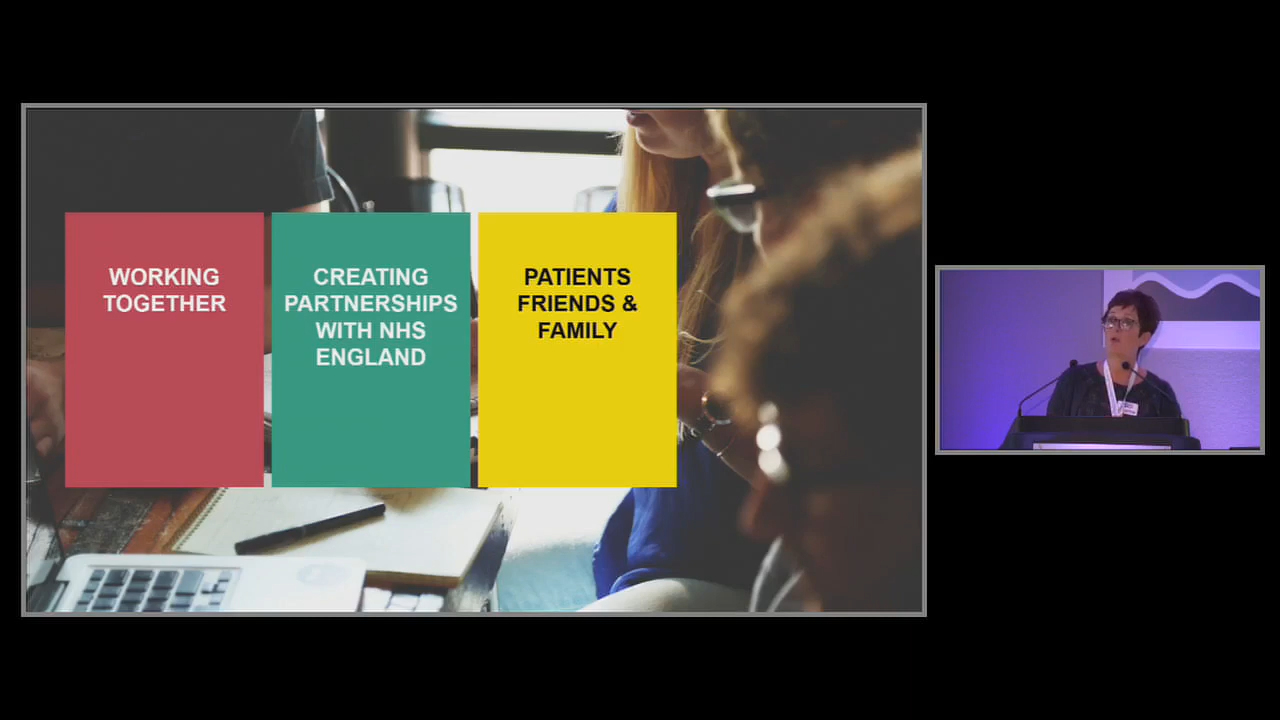 WORKING
TOGETHER
CREATING
PARTNERSHIPS
WITH NHS
ENGLAND
PATIENTS
FRIENDS &
FAMILY